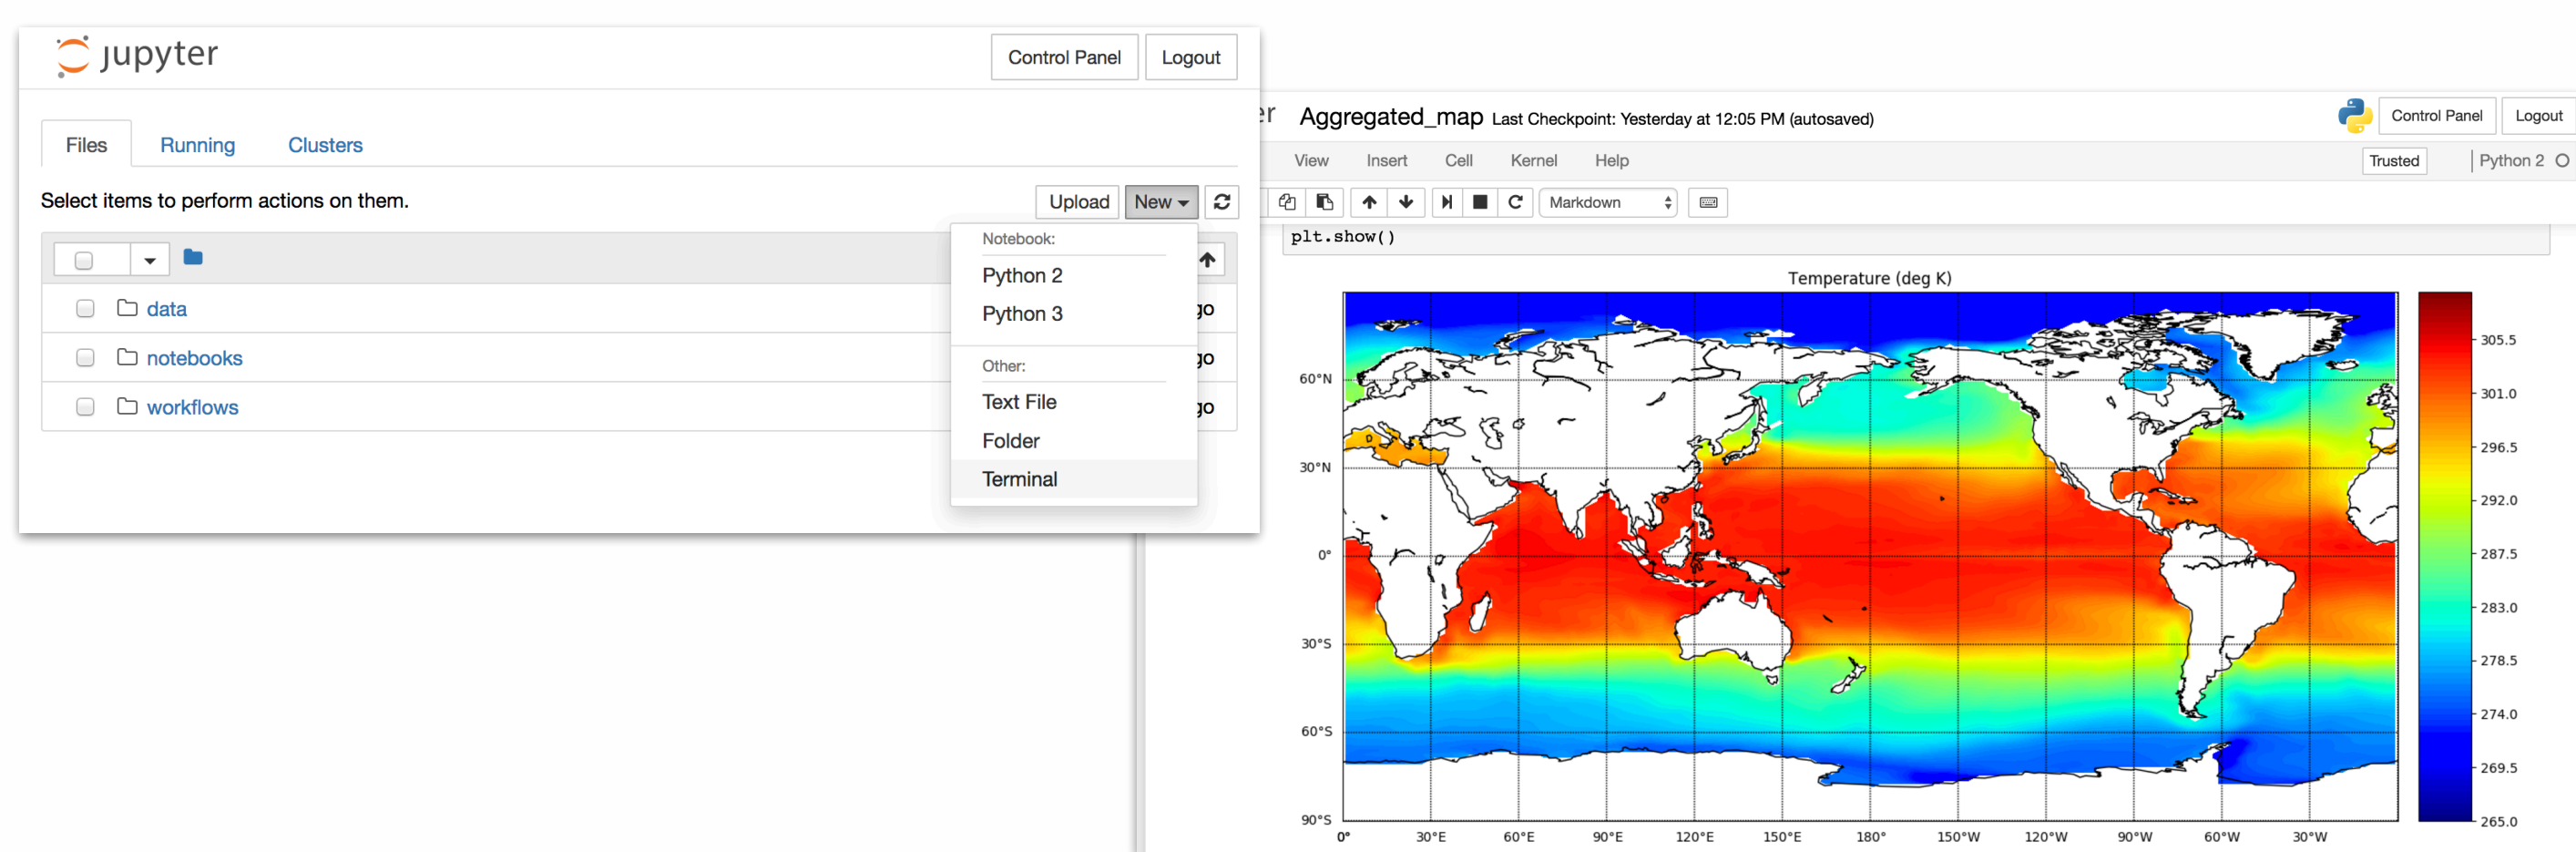 jupyter
Control Panel Logout
Files Running Clusters
Select items to perform actions on them.
Upload New
Notebook:
Python 2
Python 3
Other:
Text File
Folder
Terminal
data
notebooks
workflows
go
go
go
er Aggregated_map Last Checkpoint: Yesterday at 12:05 PM (autosaved)
Control Panel Logout
View Insert Cell Kernel Help
Trusted Python 2
Markdown
plt.show()
Temperature (deg K)
60°N
30°N
0°
30°S
60°S
90°S
0° 30°E 60°E 90°E 120°E 150°E 180° 150°W 120°W 90°W 60°W 30°W
305.5
301.0
296.5
292.0
287.5
283.0
278.5
274.0
269.5
265.0